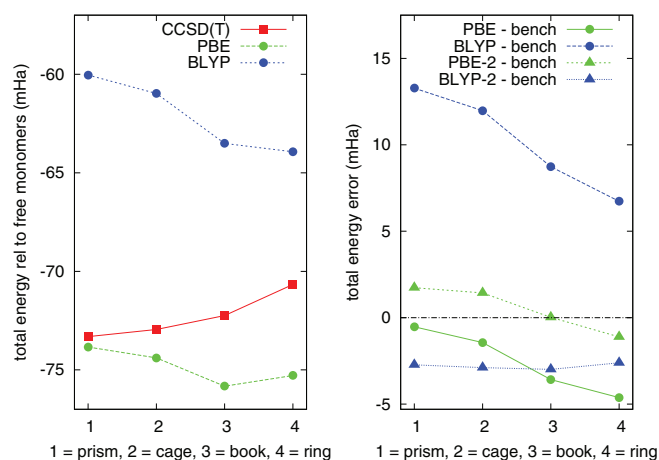 CCSD(T)
PBE
BLYP
total energy rel to free monomers (mHa)
-60
-65
-70
-75
1 2 3 4
1 = prism, 2 = cage, 3 = book, 4 = ring
PBE - bench
BLYP - bench
PBE-2 - bench
BLYP-2 - bench
total energy error (mHa)
15
10
5
0
-5
1 2 3 4
1 = prism, 2 = cage, 3 = book, 4 = ring